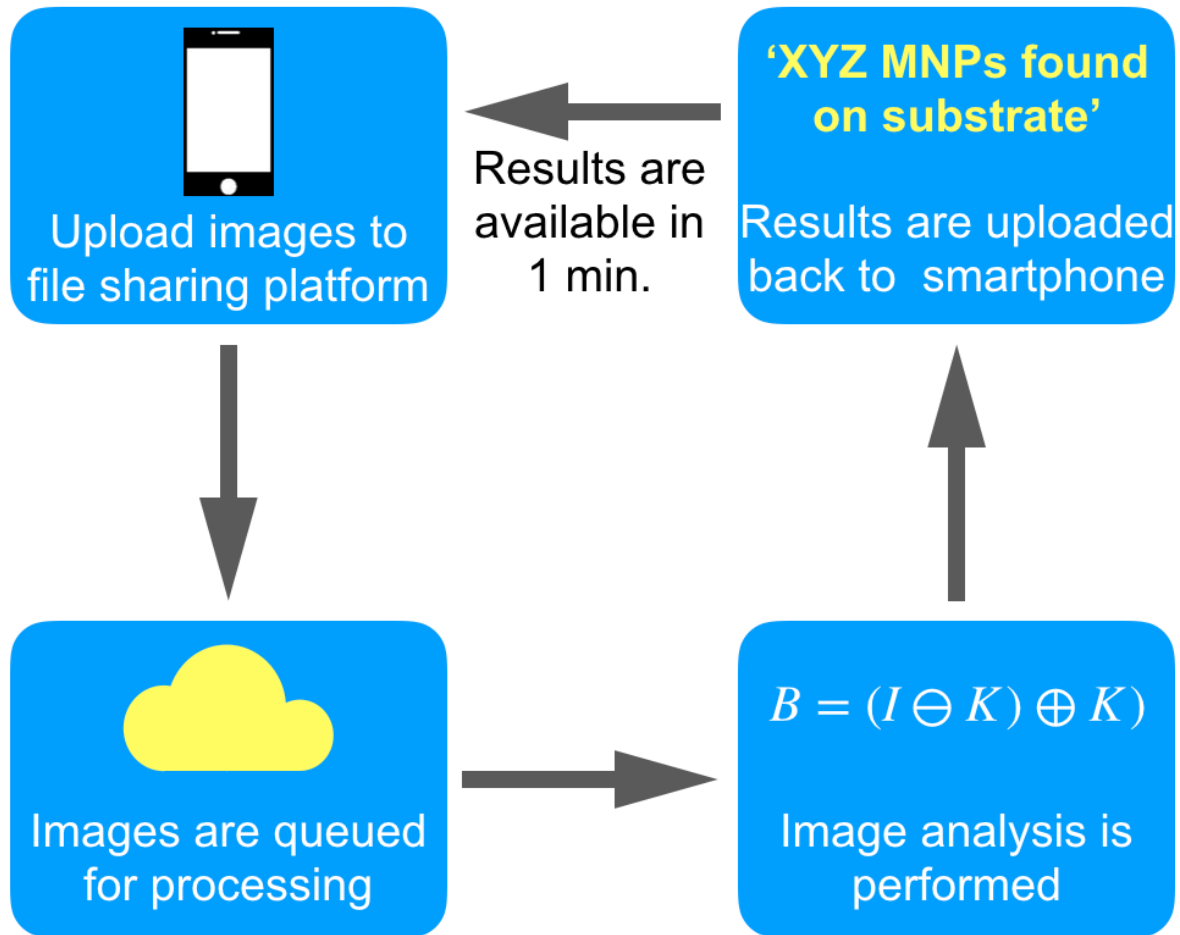 Upload images to
file sharing platform
Results are
available in
1 min.
‘XYZ MNPs found
on substrate’
Results are uploaded
back to smartphone
Images are queued
for processing
B = (I ⊖ K) ⊕ K)
Image analysis is
performed